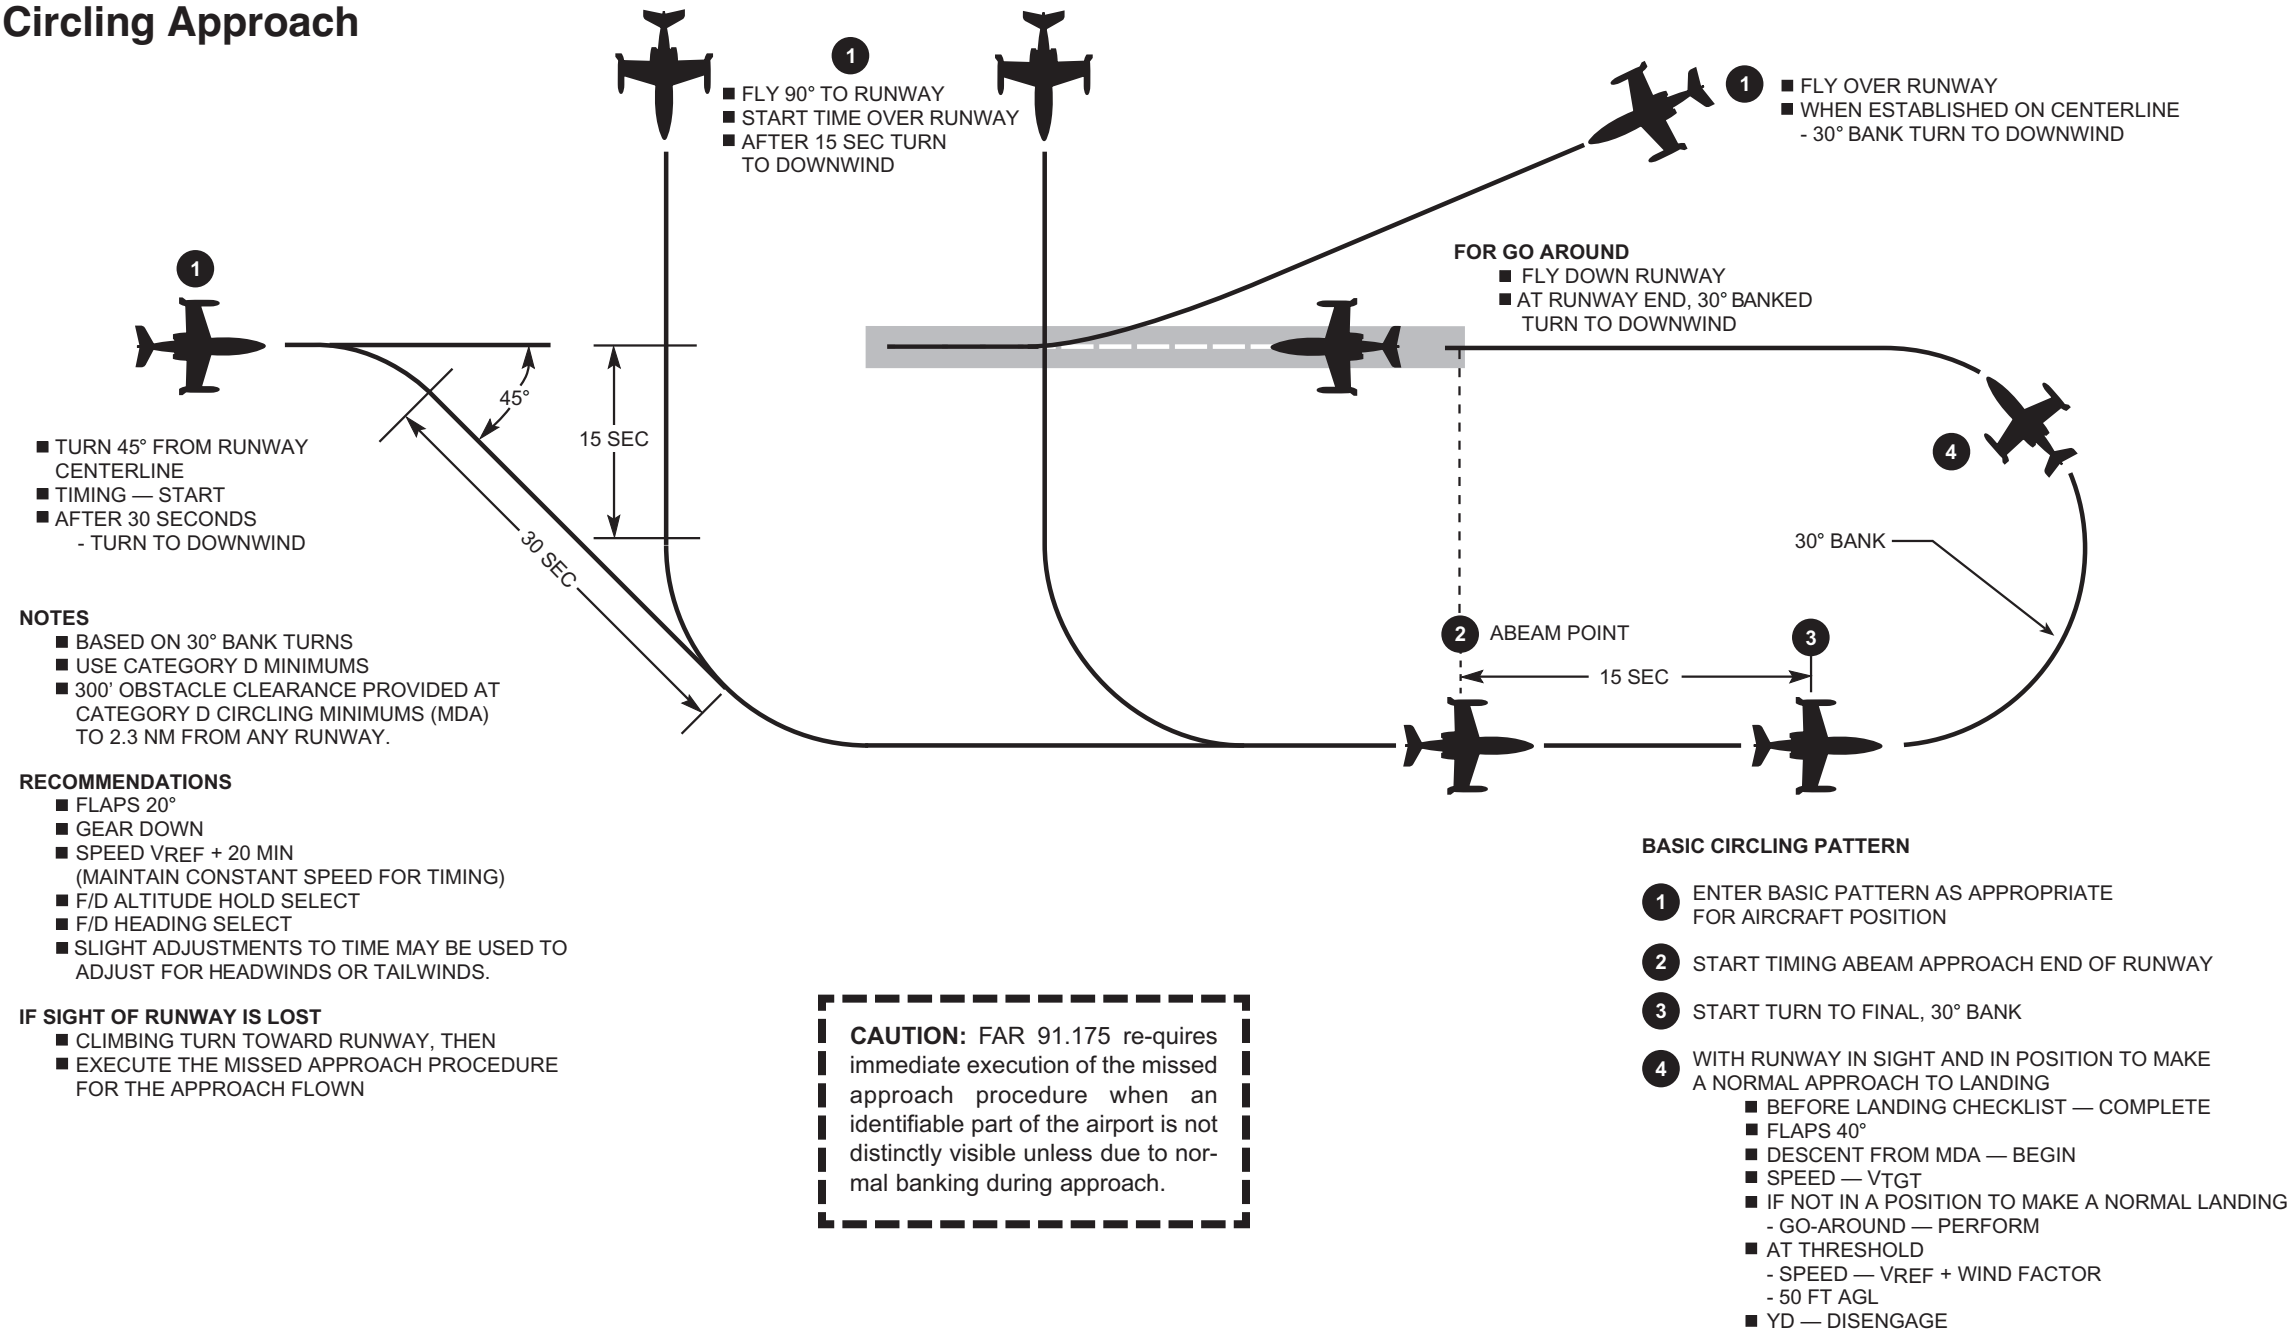 Circling Approach
1
■ FLY 90° TO RUNWAY
■ START TIME OVER RUNWAY
■ AFTER 15 SEC TURN
TO DOWNWIND
1
■ FLY OVER RUNWAY
■ WHEN ESTABLISHED ON CENTERLINE
- 30° BANK TURN TO DOWNWIND
1
■ TURN 45° FROM RUNWAY
CENTERLINE
■ TIMING — START
■ AFTER 30 SECONDS
- TURN TO DOWNWIND
45°
15 SEC
30 SEC
FOR GO AROUND
■ FLY DOWN RUNWAY
■ AT RUNWAY END, 30° BANKED
TURN TO DOWNWIND
4
30° BANK
2 ABEAM POINT
3
15 SEC
NOTES
■ BASED ON 30° BANK TURNS
■ USE CATEGORY D MINIMUMS
■ 300' OBSTACLE CLEARANCE PROVIDED AT
CATEGORY D CIRCLING MINIMUMS (MDA)
TO 2.3 NM FROM ANY RUNWAY.
RECOMMENDATIONS
■ FLAPS 20°
■ GEAR DOWN
■ SPEED VREF + 20 MIN
(MAINTAIN CONSTANT SPEED FOR TIMING)
■ F/D ALTITUDE HOLD SELECT
■ F/D HEADING SELECT
■ SLIGHT ADJUSTMENTS TO TIME MAY BE USED TO
ADJUST FOR HEADWINDS OR TAILWINDS.
IF SIGHT OF RUNWAY IS LOST
■ CLIMBING TURN TOWARD RUNWAY, THEN
■ EXECUTE THE MISSED APPROACH PROCEDURE
FOR THE APPROACH FLOWN
CAUTION: FAR 91.175 re-quires
immediate execution of the missed
approach procedure when an
identifiable part of the airport is not
distinctly visible unless due to nor-
mal banking during approach.
BASIC CIRCLING PATTERN
1 ENTER BASIC PATTERN AS APPROPRIATE
FOR AIRCRAFT POSITION
2 START TIMING ABEAM APPROACH END OF RUNWAY
3 START TURN TO FINAL, 30° BANK
4 WITH RUNWAY IN SIGHT AND IN POSITION TO MAKE
A NORMAL APPROACH TO LANDING
■ BEFORE LANDING CHECKLIST — COMPLETE
■ FLAPS 40°
■ DESCENT FROM MDA — BEGIN
■ SPEED — VTGT
■ IF NOT IN A POSITION TO MAKE A NORMAL LANDING
- GO-AROUND — PERFORM
■ AT THRESHOLD
- SPEED — VREF + WIND FACTOR
- 50 FT AGL
■ YD — DISENGAGE